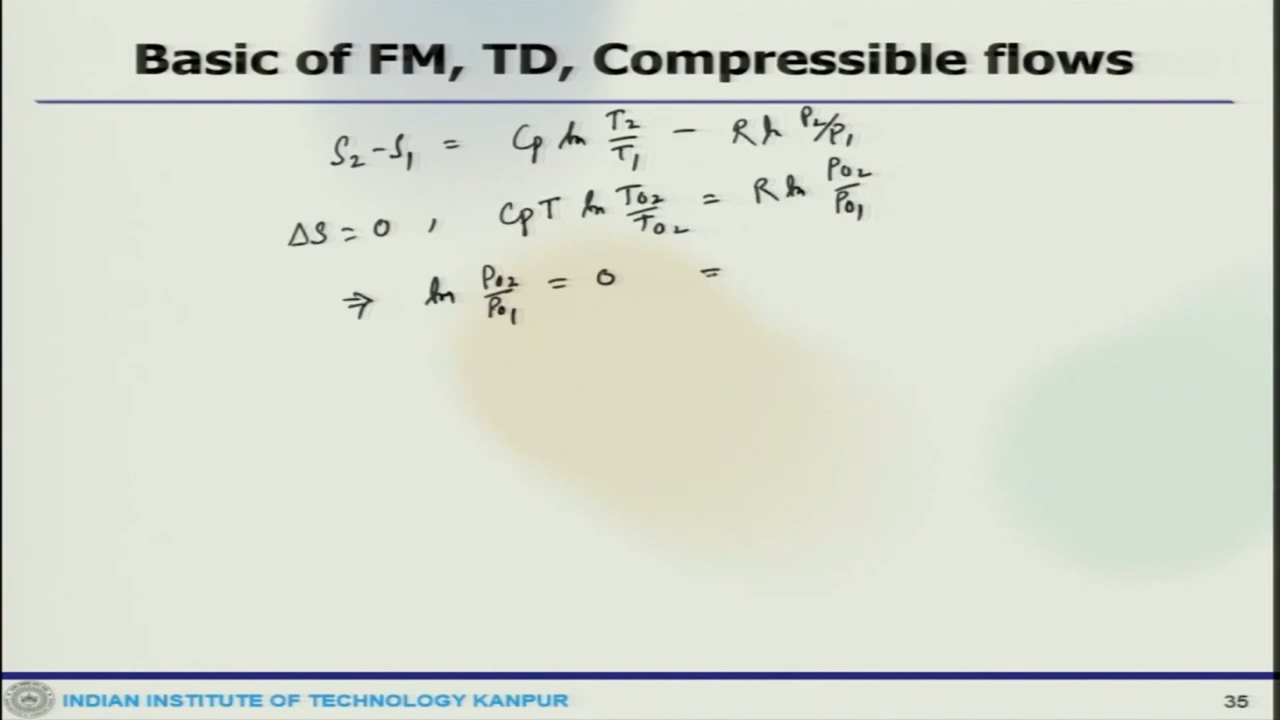 Basic of FM, TD, Compressible flows
S₂ - S₁ = Cp ln T₂/T₁ - R ln P₂/P₁
ΔS = 0 , CpT ln T₀₂/T₀₂ = R ln P₀₂/P₀₁
⇒ ln P₀₂/P₀₁ = 0 =
INDIAN INSTITUTE OF TECHNOLOGY KANPUR
35